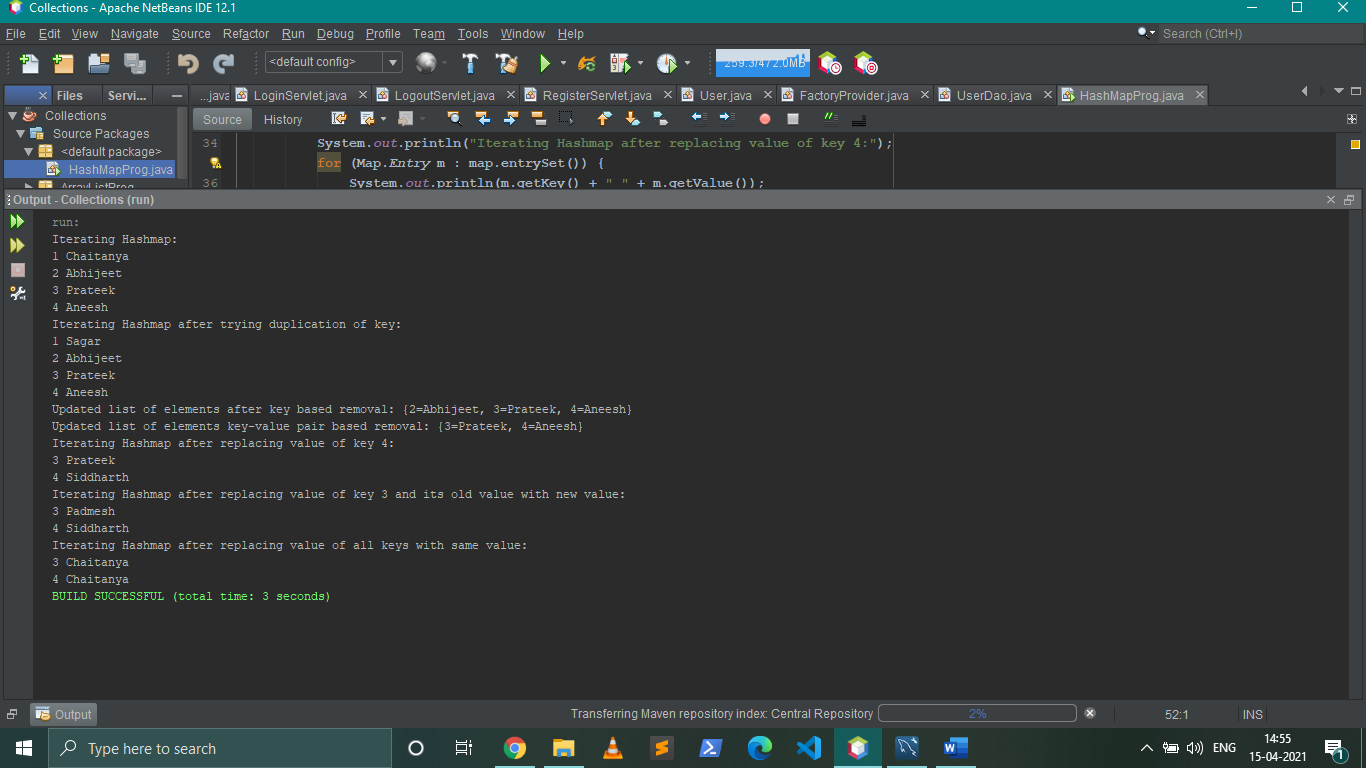 Collections - Apache NetBeans IDE 12.1
File Edit View Navigate Source Refactor Run Debug Profile Team Tools Window Help
Search (Ctrl+I)
<default config>
259.3/472.0MB
Files Servi...
...java LoginServlet.java LogoutServlet.java RegisterServlet.java User.java FactoryProvider.java UserDao.java HashMapProg.java
Collections
Source Packages
<default package>
HashMapProg.java
ArrayListProg
Source History
34 System.out.println("Iterating Hashmap after replacing value of key 4:");
for (Map.Entry m : map.entrySet()) {
36 System.out.println(m.getKey() + " " + m.getValue());
Output - Collections (run)
run:
Iterating Hashmap:
1 Chaitanya
2 Abhijeet
3 Prateek
4 Aneesh
Iterating Hashmap after trying duplication of key:
1 Sagar
2 Abhijeet
3 Prateek
4 Aneesh
Updated list of elements after key based removal: {2=Abhijeet, 3=Prateek, 4=Aneesh}
Updated list of elements key-value pair based removal: {3=Prateek, 4=Aneesh}
Iterating Hashmap after replacing value of key 4:
3 Prateek
4 Siddharth
Iterating Hashmap after replacing value of key 3 and its old value with new value:
3 Padmesh
4 Siddharth
Iterating Hashmap after replacing value of all keys with same value:
3 Chaitanya
4 Chaitanya
BUILD SUCCESSFUL (total time: 3 seconds)
Output
Transferring Maven repository index: Central Repository 2%
52:1 INS
Type here to search
ENG
14:55
15-04-2021
1